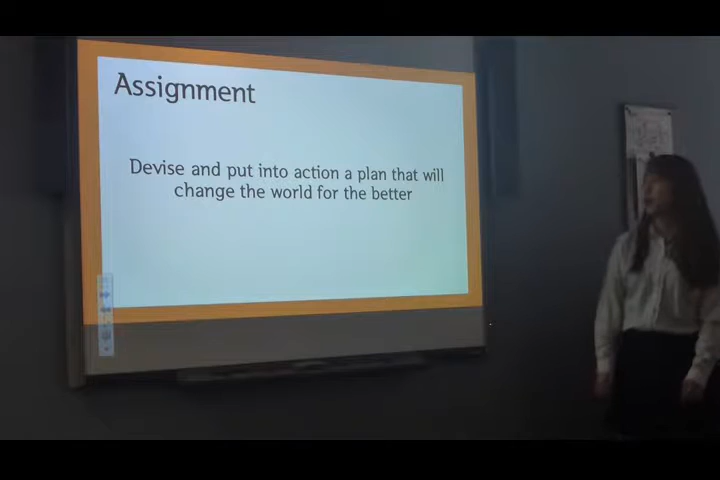 Assignment
Devise and put into action a plan that will
change the world for the better